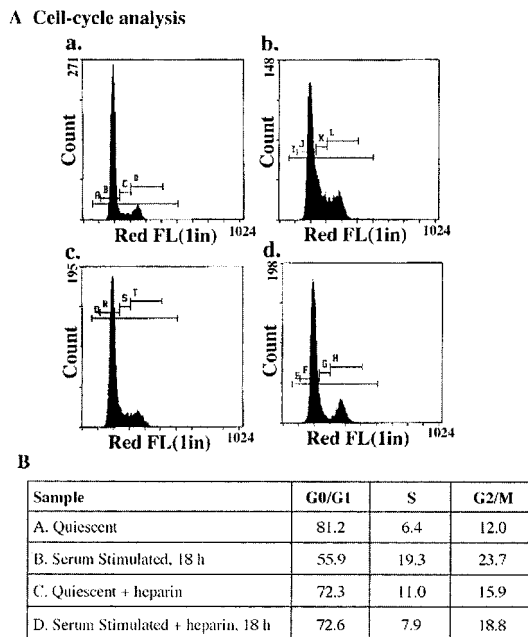 A Cell-cycle analysis
a. b.
271 148
Count Count
A B C D
I J K L
Red FL(1in) 1024 Red FL(1in) 1024
c. d.
195 198
Count Count
R S T
E F G H
Red FL(1in) 1024 Red FL(1in) 1024
B
Sample G0/G1 S G2/M
A. Quiescent 81.2 6.4 12.0
B. Serum Stimulated, 18 h 55.9 19.3 23.7
C. Quiescent + heparin 72.3 11.0 15.9
D. Serum Stimulated + heparin, 18 h 72.6 7.9 18.8